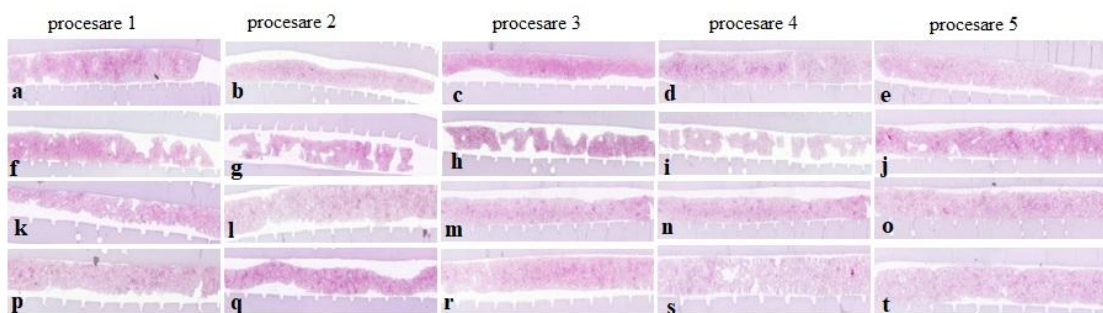 procesare 1 procesare 2 procesare 3 procesare 4 procesare 5
a b c d e
f g h i j
k l m n o
p q r s t